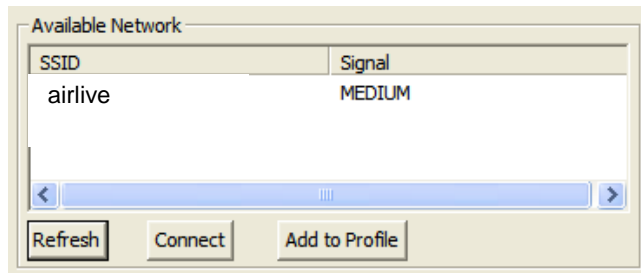 Available Network
SSID Signal
airlive MEDIUM
Refresh Connect Add to Profile